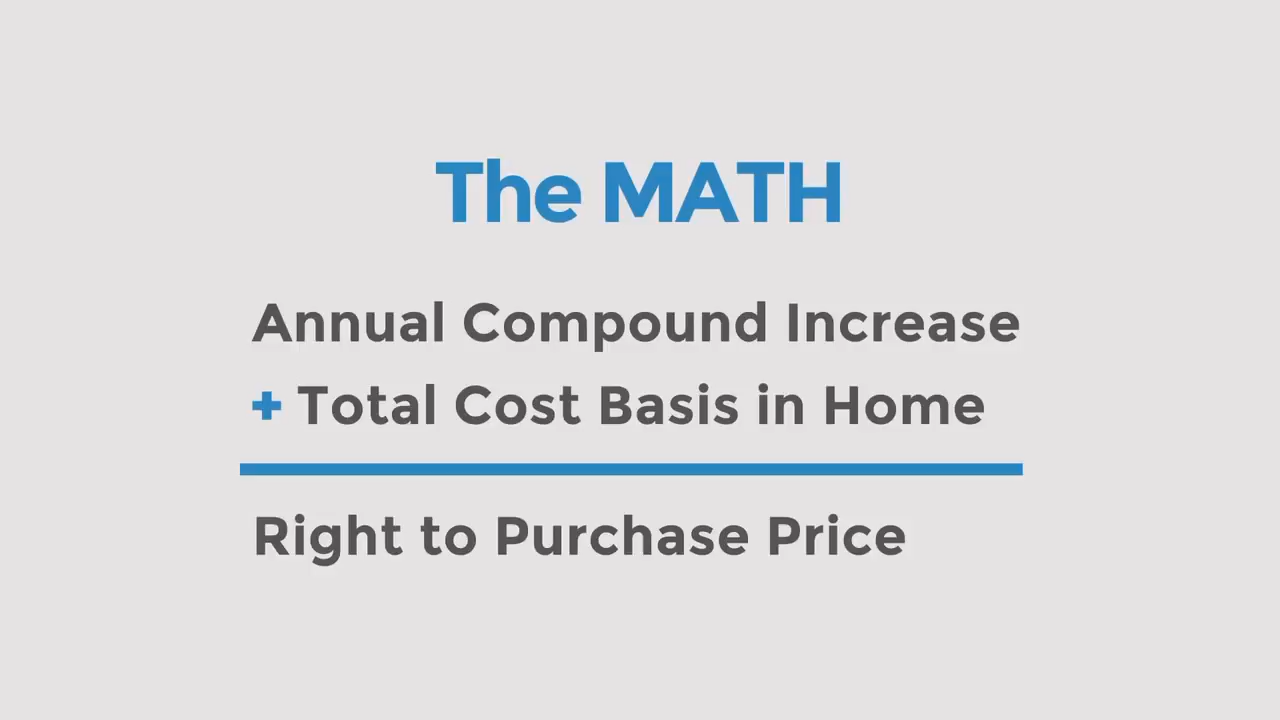 The MATH
Annual Compound Increase
+ Total Cost Basis in Home
Right to Purchase Price